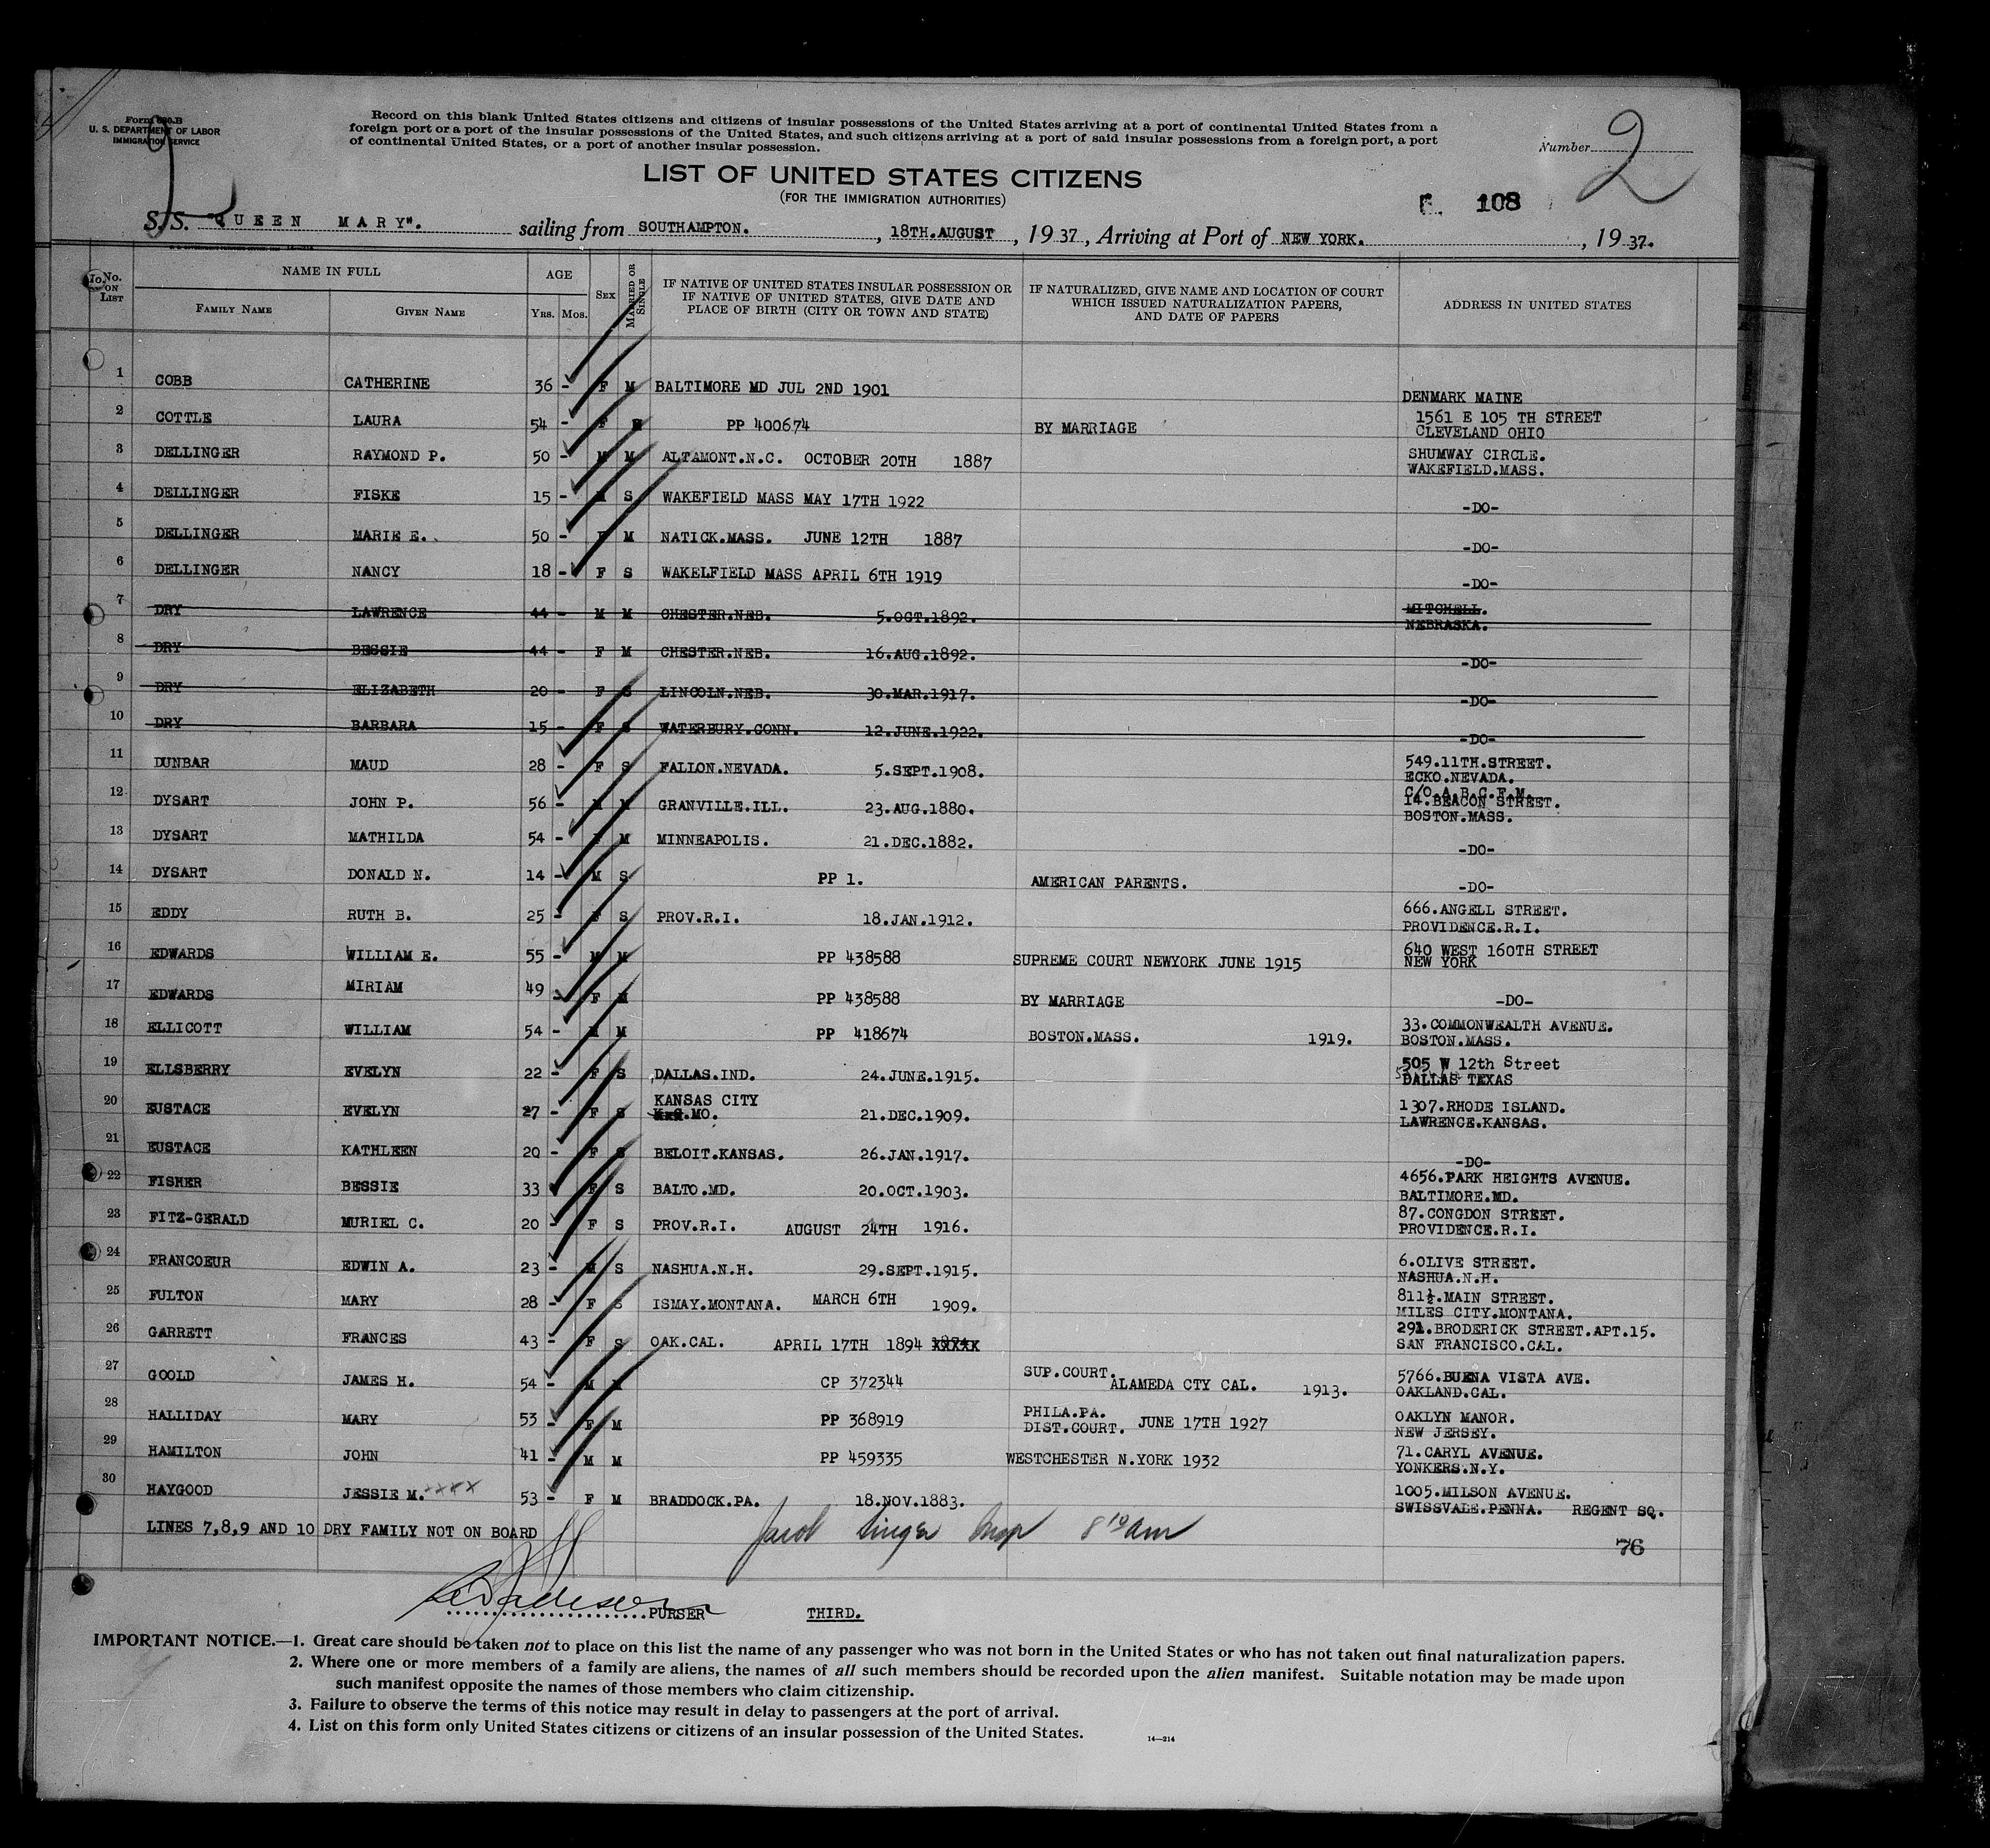 Form 630-B
U. S. DEPARTMENT OF LABOR
IMMIGRATION SERVICE
Record on this blank United States citizens and citizens of insular possessions of the United States arriving at a port of continental United States from a
foreign port or a port of the insular possessions of the United States, and such citizens arriving at a port of said insular possessions from a foreign port, a port
of continental United States, or a port of another insular possession.
Number 2
LIST OF UNITED STATES CITIZENS
(FOR THE IMMIGRATION AUTHORITIES)
108
S. S. "QUEEN MARY". sailing from SOUTHAMPTON. , 18TH.AUGUST , 19 37 , Arriving at Port of NEW YORK. , 19 37.
No. ON LIST NAME IN FULL FAMILY NAME GIVEN NAME AGE YRS. MOS. SEX MARRIED OR SINGLE IF NATIVE OF UNITED STATES INSULAR POSSESSION OR IF NATIVE OF UNITED STATES, GIVE DATE AND PLACE OF BIRTH (CITY OR TOWN AND STATE) IF NATURALIZED, GIVE NAME AND LOCATION OF COURT WHICH ISSUED NATURALIZATION PAPERS, AND DATE OF PAPERS ADDRESS IN UNITED STATES
1 COBB CATHERINE 36 - F M BALTIMORE MD JUL 2ND 1901 DENMARK MAINE
2 COTTLE LAURA 54 - F PP 400674 BY MARRIAGE 1561 E 105 TH STREET
CLEVELAND OHIO
3 DELLINGER RAYMOND P. 50 - M M ALTAMONT.N.C. OCTOBER 20TH 1887 SHUMWAY CIRCLE.
WAKEFIELD.MASS.
4 DELLINGER FISKE 15 - M S WAKEFIELD MASS MAY 17TH 1922 -DO-
5 DELLINGER MARIE E. 50 - F M NATICK.MASS. JUNE 12TH 1887 -DO-
6 DELLINGER NANCY 18 - F S WAKELFIELD MASS APRIL 6TH 1919 -DO-
7 DRY LAWRENCE 44 - M M CHESTER.NEB. 5.OCT.1892. MITCHELL.
NEBRASKA.
8 DRY BESSIE 44 - F M CHESTER.NEB. 16.AUG.1892. -DO-
9 DRY ELIZABETH 20 - F S LINCOLN.NEB. 30.MAR.1917. -DO-
10 DRY BARBARA 15 - F S WATERBURY.CONN. 12.JUNE.1922. -DO-
11 DUNBAR MAUD 28 - F S FALLON.NEVADA. 5.SEPT.1908. 549.11TH.STREET.
ECKO.NEVADA.
12 DYSART JOHN P. 56 - M M GRANVILLE.ILL. 23.AUG.1880. C/O.A.B.C.F.M.
14.BEACON STREET.
BOSTON.MASS.
13 DYSART MATHILDA 54 - F M MINNEAPOLIS. 21.DEC.1882. -DO-
14 DYSART DONALD N. 14 - M S PP 1. AMERICAN PARENTS. -DO-
15 EDDY RUTH B. 25 - F S PROV.R.I. 18.JAN.1912. 666.ANGELL STREET.
PROVIDENCE.R.I.
16 EDWARDS WILLIAM E. 55 - M M PP 438588 SUPREME COURT NEWYORK JUNE 1915 640 WEST 160TH STREET
NEW YORK
17 EDWARDS MIRIAM 49 - F M PP 438588 BY MARRIAGE -DO-
18 ELLICOTT WILLIAM 54 - M M PP 418674 BOSTON.MASS. 1919. 33.COMMONWEALTH AVENUE.
BOSTON.MASS.
19 ELLSBERRY EVELYN 22 - F S DALLAS.IND. 24.JUNE.1915. 505 W 12th Street
DALLAS TEXAS
20 EUSTACE EVELYN 27 - F S KANSAS CITY
.MO. 21.DEC.1909. 1307.RHODE ISLAND.
LAWRENCE.KANSAS.
21 EUSTACE KATHLEEN 20 - F S BELOIT.KANSAS. 26.JAN.1917. -DO-
22 FISHER BESSIE 33 F S BALTO.MD. 20.OCT.1903. 4656.PARK HEIGHTS AVENUE.
BALTIMORE.MD.
23 FITZ-GERALD MURIEL C. 20 - F S PROV.R.I. AUGUST 24TH 1916. 87.CONGDON STREET.
PROVIDENCE.R.I.
24 FRANCOEUR EDWIN A. 23 - M S NASHUA.N.H. 29.SEPT.1915. 6.OLIVE STREET.
NASHUA.N.H.
25 FULTON MARY 28 - F S ISMAY.MONTANA. MARCH 6TH 1909. 811½.MAIN STREET.
MILES CITY.MONTANA.
26 GARRETT FRANCES 43 - F S OAK.CAL. APRIL 17TH 1894 291.BRODERICK STREET.APT.15.
SAN FRANCISCO.CAL.
27 GOOLD JAMES H. 54 - M M CP 372344 SUP.COURT.
ALAMEDA CTY CAL. 1913. 5766.BUENA VISTA AVE.
OAKLAND.CAL.
28 HALLIDAY MARY 53 - F M PP 368919 PHILA.PA.
DIST.COURT. JUNE 17TH 1927 OAKLYN MANOR.
NEW JERSEY.
29 HAMILTON JOHN 41 - M M PP 459335 WESTCHESTER N.YORK 1932 71.CARYL AVENUE.
YONKERS.N.Y.
30 HAYGOOD JESSIE M. xxxx 53 - F M BRADDOCK.PA. 18.NOV.1883. 1005.MILSON AVENUE.
SWISSVALE.PENNA. REGENT SQ.
LINES 7,8,9 AND 10 DRY FAMILY NOT ON BOARD Jacob Singer Insp 8 10 am
76
PURSER THIRD.
IMPORTANT NOTICE.—1. Great care should be taken not to place on this list the name of any passenger who was not born in the United States or who has not taken out final naturalization papers.
2. Where one or more members of a family are aliens, the names of all such members should be recorded upon the alien manifest. Suitable notation may be made upon
such manifest opposite the names of those members who claim citizenship.
3. Failure to observe the terms of this notice may result in delay to passengers at the port of arrival.
4. List on this form only United States citizens or citizens of an insular possession of the United States.
14—214